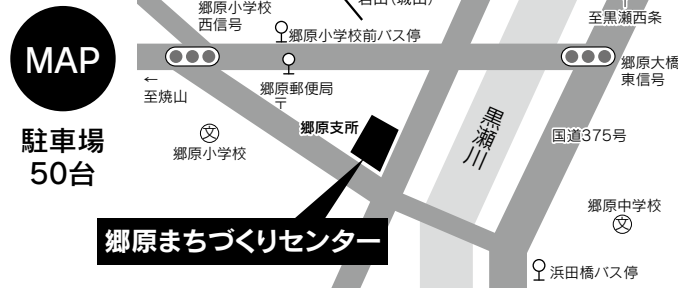 MAP
駐車場
50台
郷原小学校
西信号
郷原小学校前バス停
至黒瀬西条
郷原大橋
東信号
←
至焼山
郷原郵便局
〒
郷原支所
文
郷原小学校
黒瀬川
国道375号
郷原中学校
文
郷原まちづくりセンター
浜田橋バス停